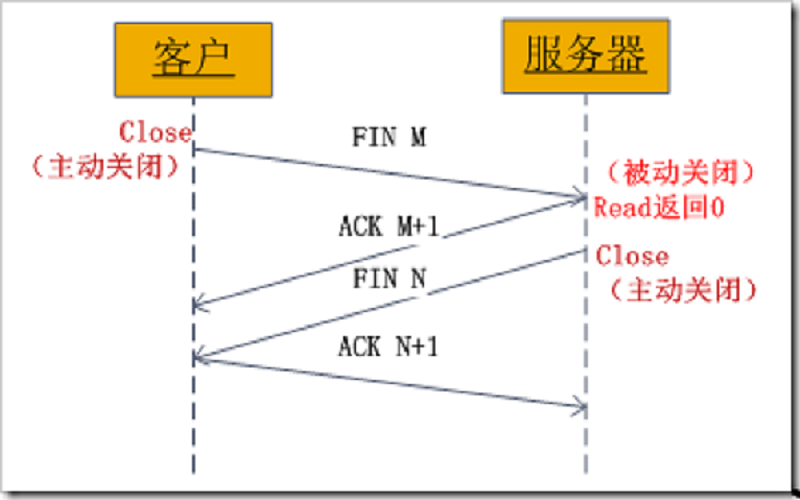 客户
服务器
Close
（主动关闭）
FIN M
（被动关闭）
Read返回0
ACK M+1
Close
（主动关闭）
FIN N
ACK N+1